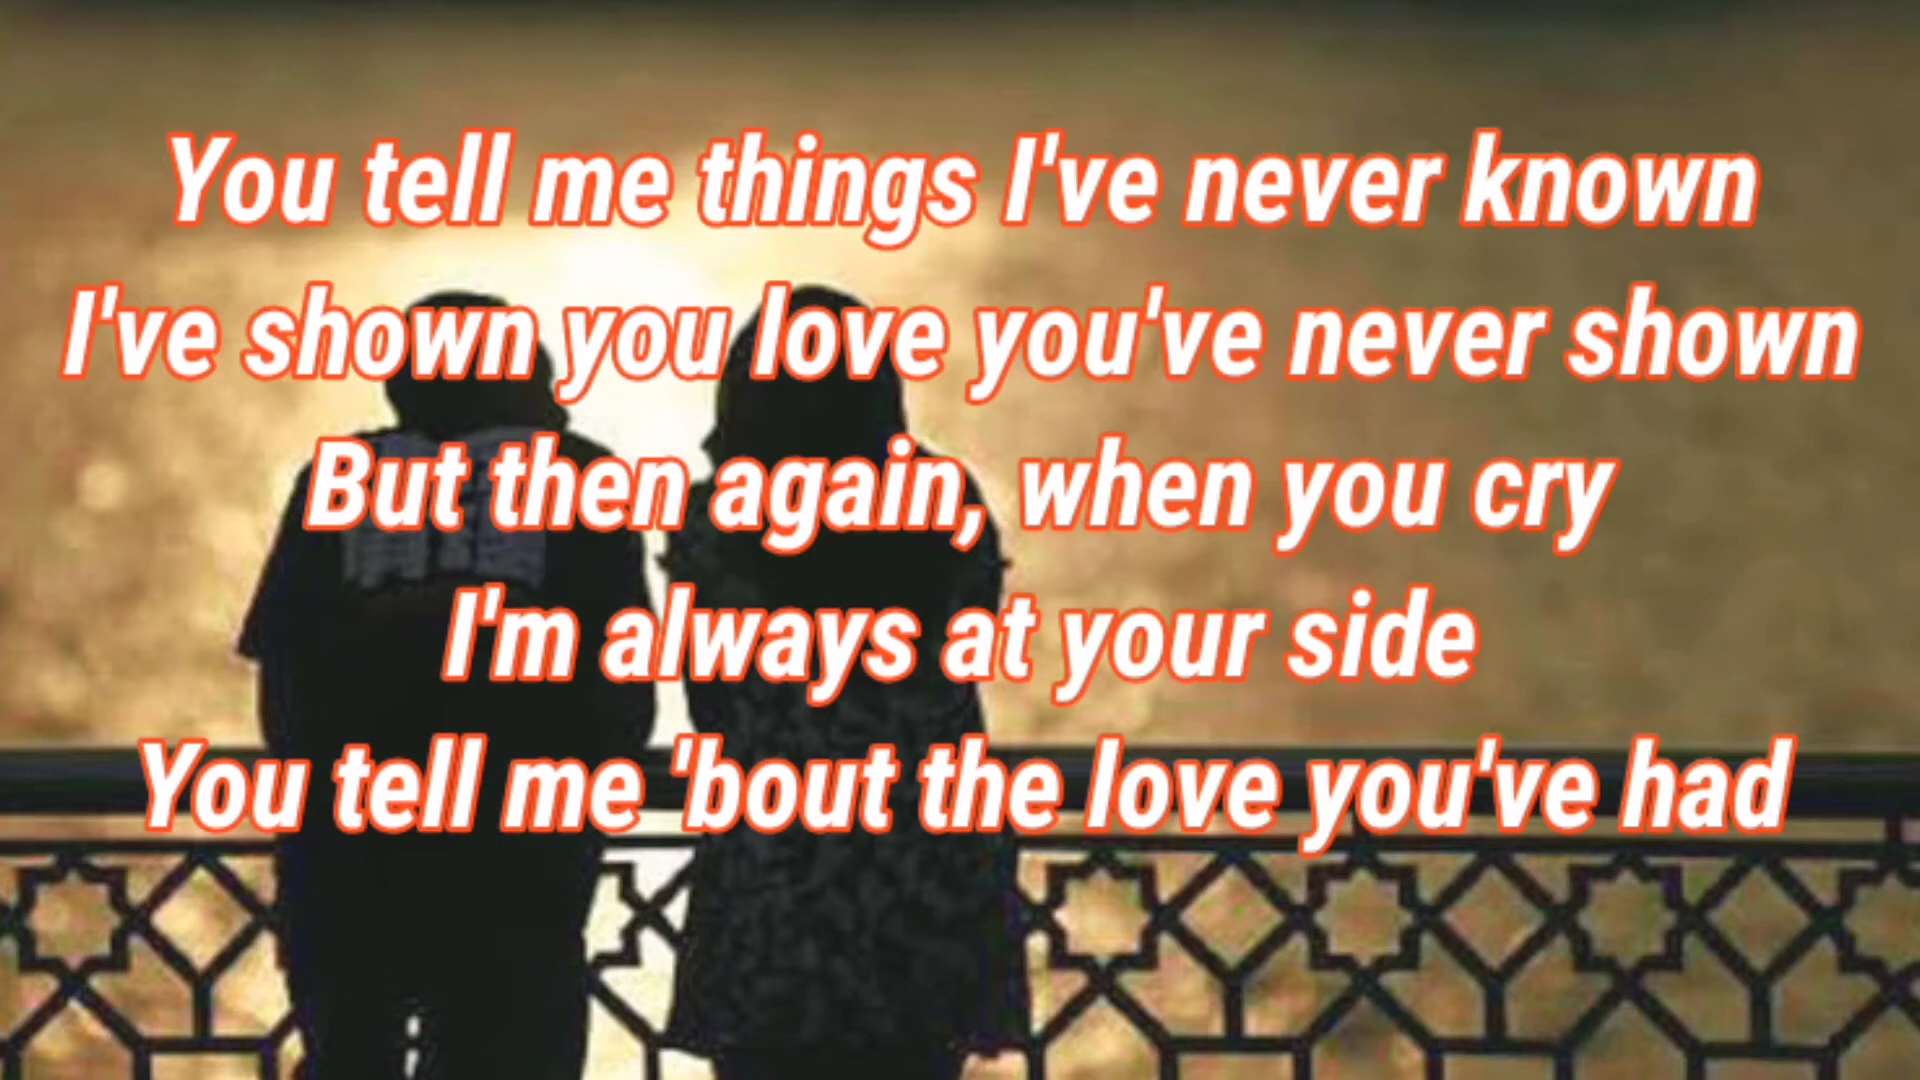 You tell me things I've never known
I've shown you love you've never shown
But then again, when you cry
I'm always at your side
You tell me 'bout the love you've had